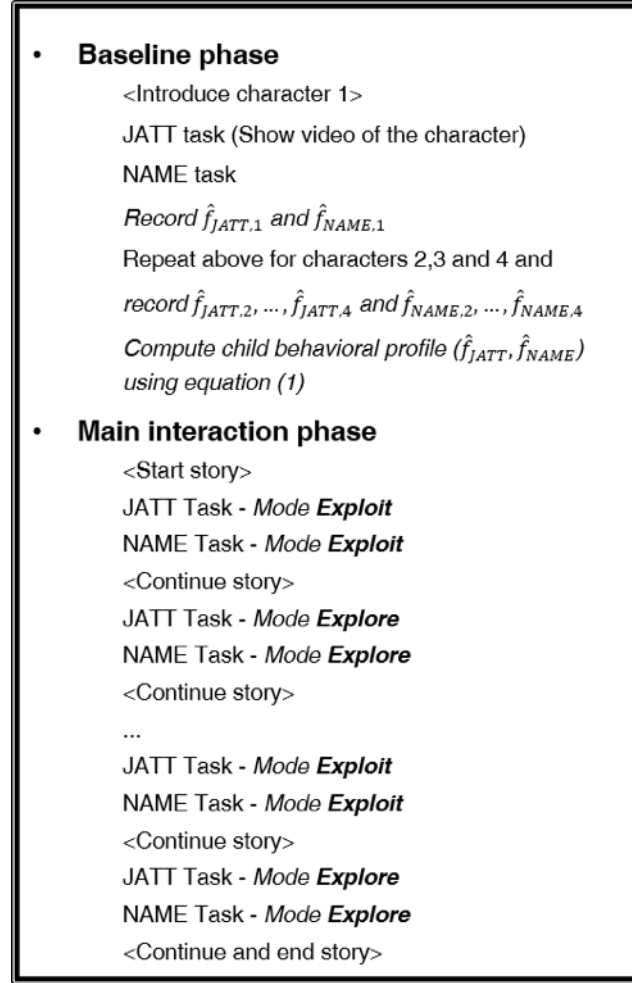 • Baseline phase
<Introduce character 1>
JATT task (Show video of the character)
NAME task
Record f̂_{JATT,1} and f̂_{NAME,1}
Repeat above for characters 2,3 and 4 and
record f̂_{JATT,2}, ..., f̂_{JATT,4} and f̂_{NAME,2}, ..., f̂_{NAME,4}
Compute child behavioral profile (f̂_{JATT}, f̂_{NAME})
using equation (1)
• Main interaction phase
<Start story>
JATT Task - Mode Exploit
NAME Task - Mode Exploit
<Continue story>
JATT Task - Mode Explore
NAME Task - Mode Explore
<Continue story>
...
JATT Task - Mode Exploit
NAME Task - Mode Exploit
<Continue story>
JATT Task - Mode Explore
NAME Task - Mode Explore
<Continue and end story>